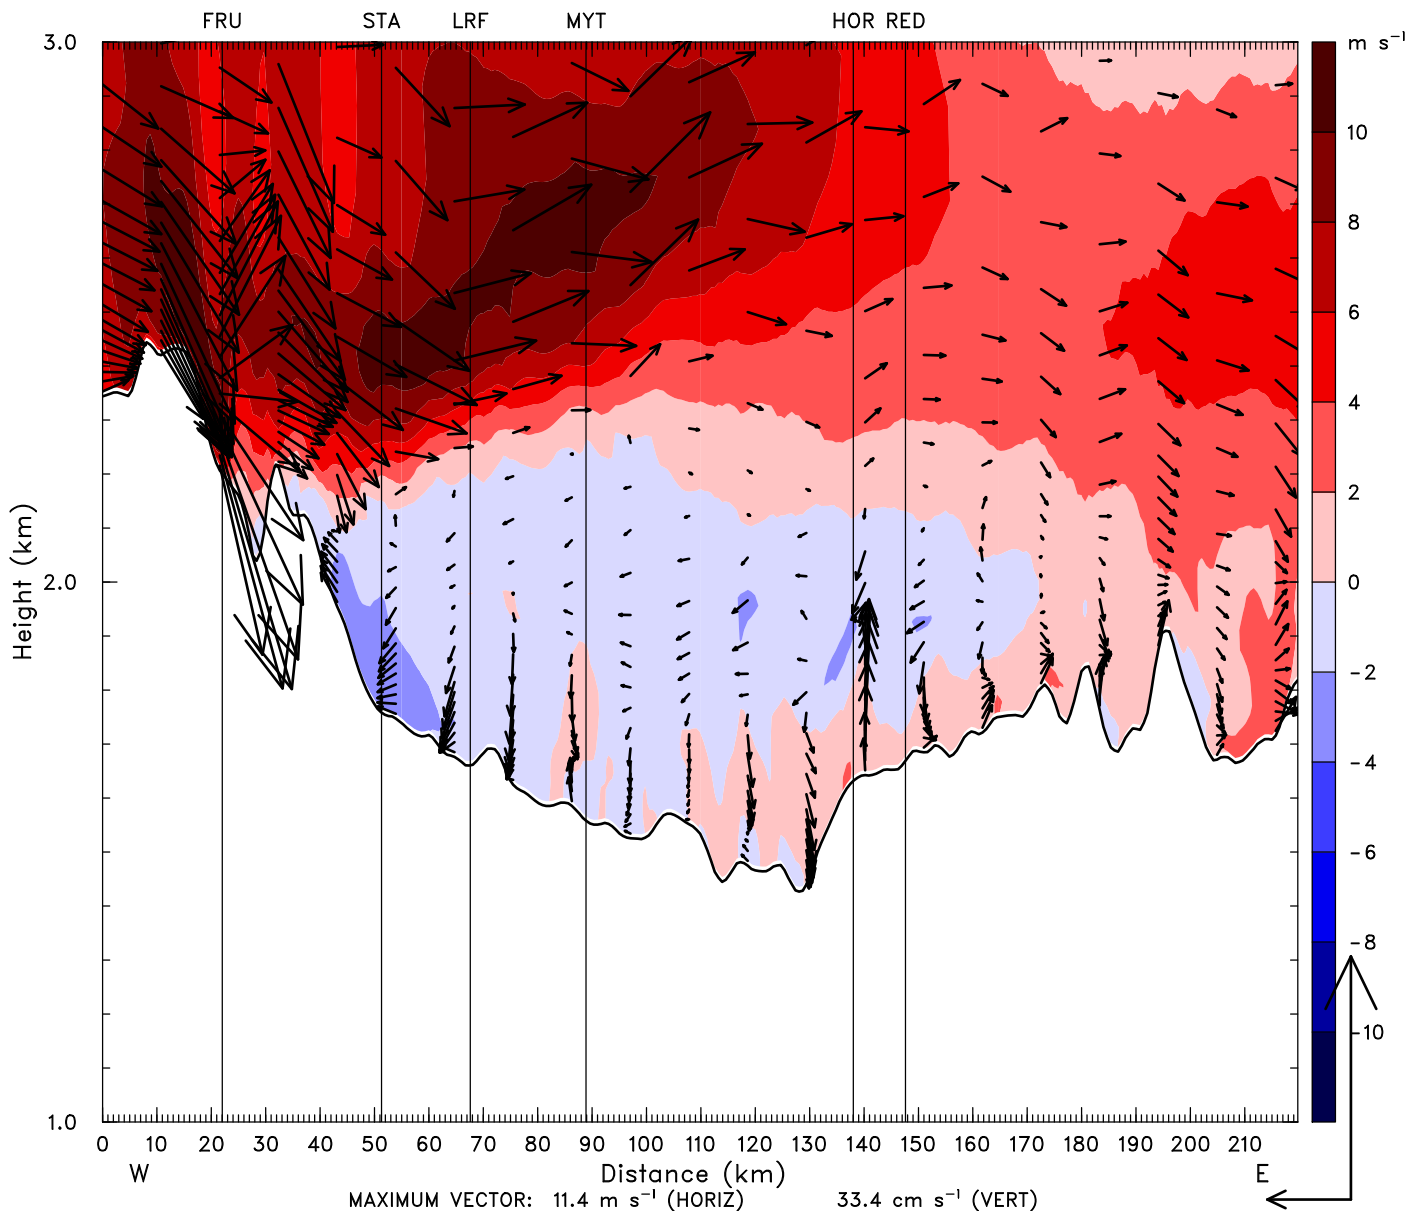 FRU STA LRF MYT HOR RED
3.0
2.0
1.0
Height (km)
m s⁻¹
10
8
6
4
2
0
-2
-4
-6
-8
-10
0 10 20 30 40 50 60 70 80 90 100 110 120 130 140 150 160 170 180 190 200 210
W Distance (km) E
MAXIMUM VECTOR: 11.4 m s⁻¹ (HORIZ) 33.4 cm s⁻¹ (VERT)